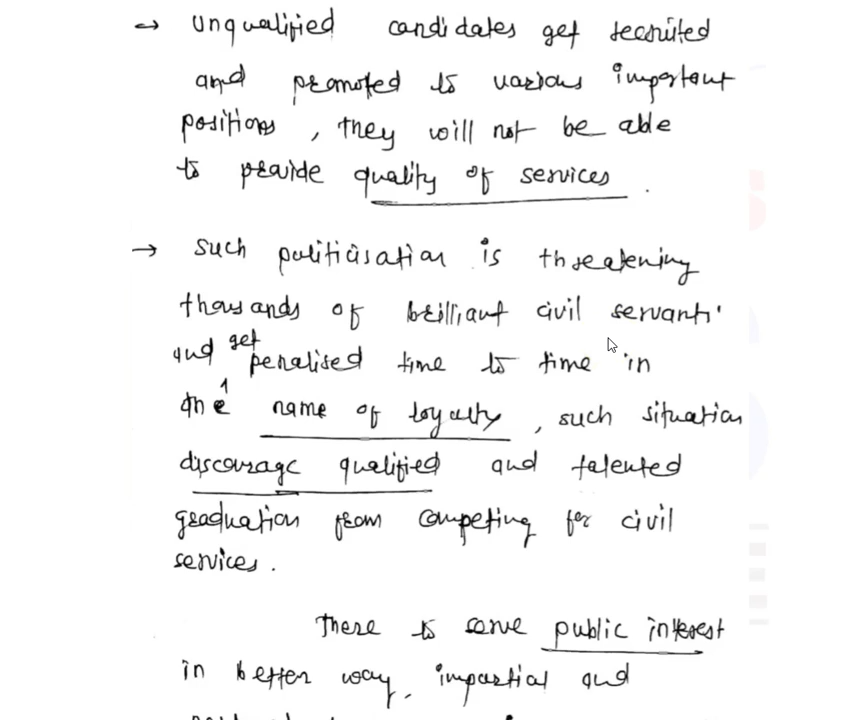 → unqualified candidates get recruited
and promoted to various important
positions, they will not be able
to provide quality of services.
→ such politicisation is threatening
thousands of brilliant civil servants
and get penalised time to time in
the name of loyalty, such situation
discourage qualified and talented
graduation from competing for civil
services.
There to serve public interest
in better way, impartial and